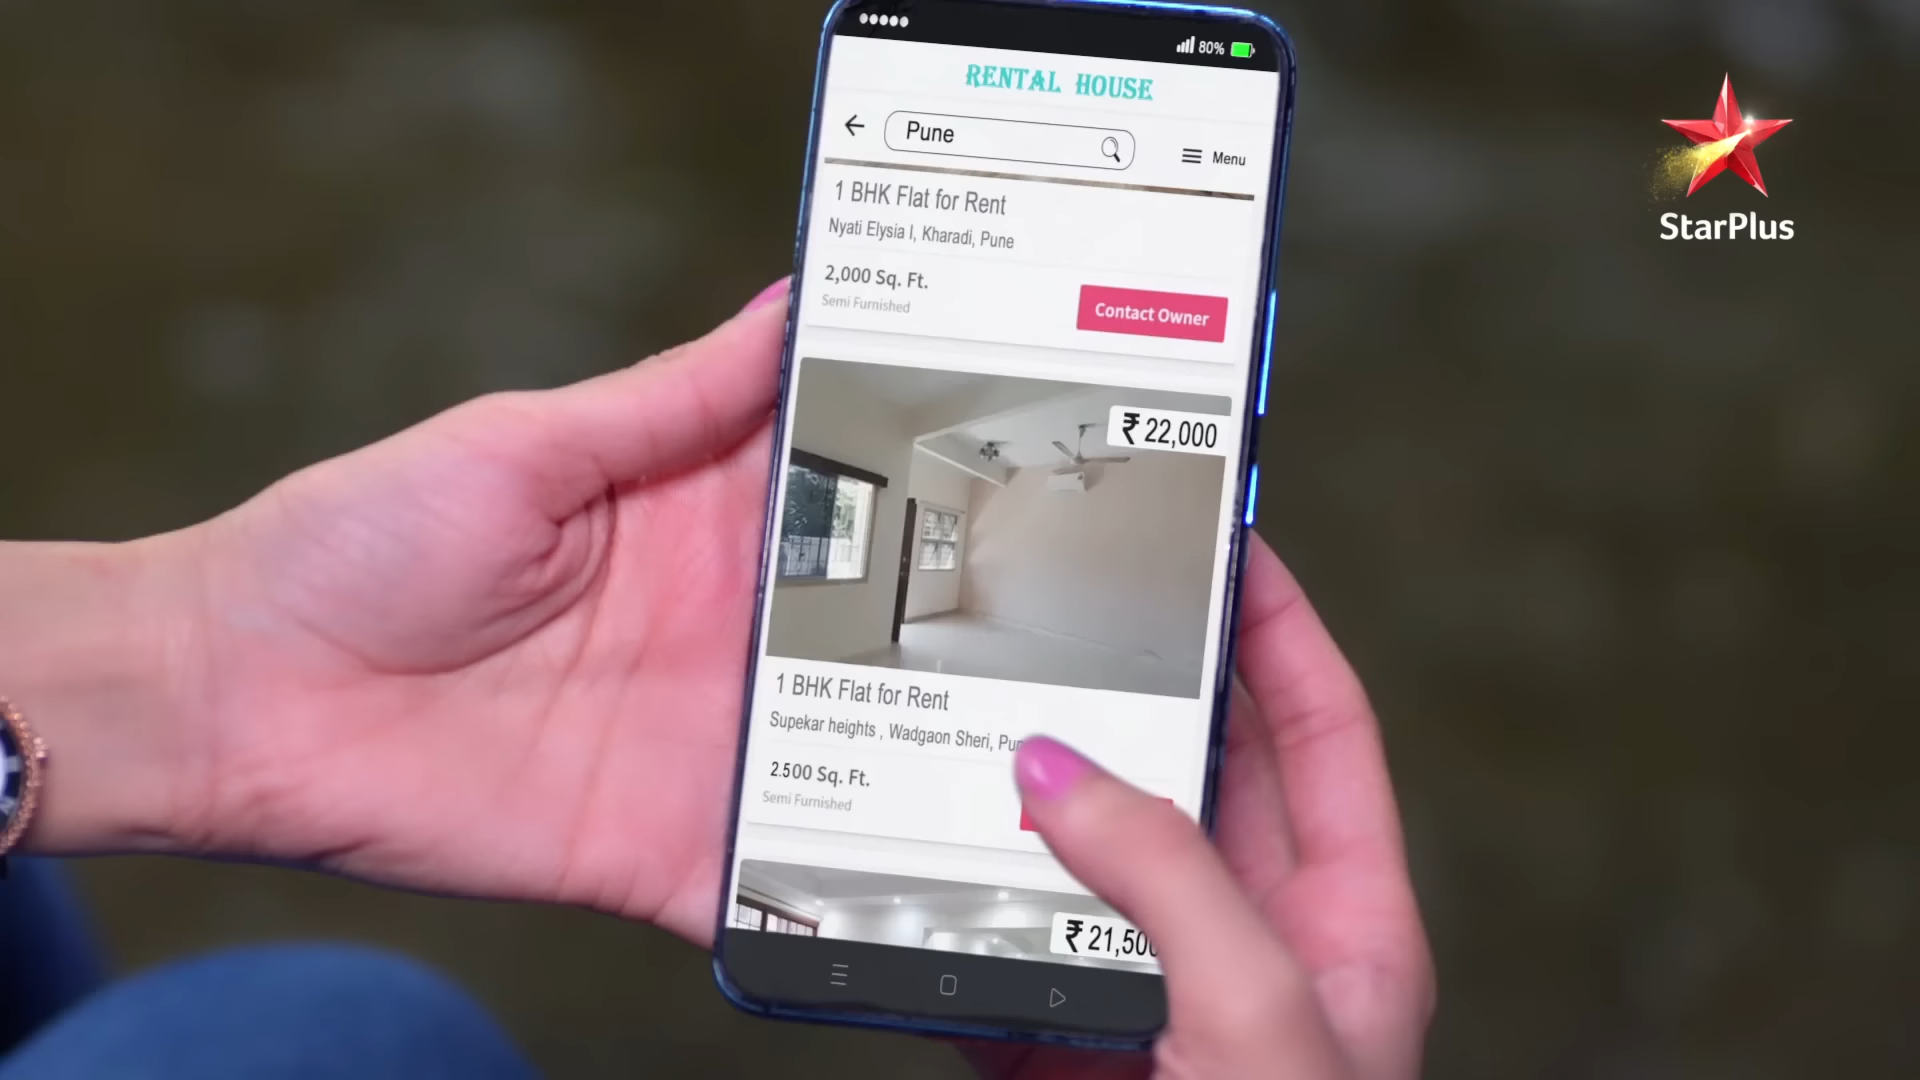 80%
RENTAL HOUSE
Pune
Menu
1 BHK Flat for Rent
Nyati Elysia I, Kharadi, Pune
2,000 Sq. Ft.
Semi Furnished
Contact Owner
₹ 22,000
1 BHK Flat for Rent
Supekar heights , Wadgaon Sheri,
2.500 Sq. Ft.
Semi Furnished
StarPlus